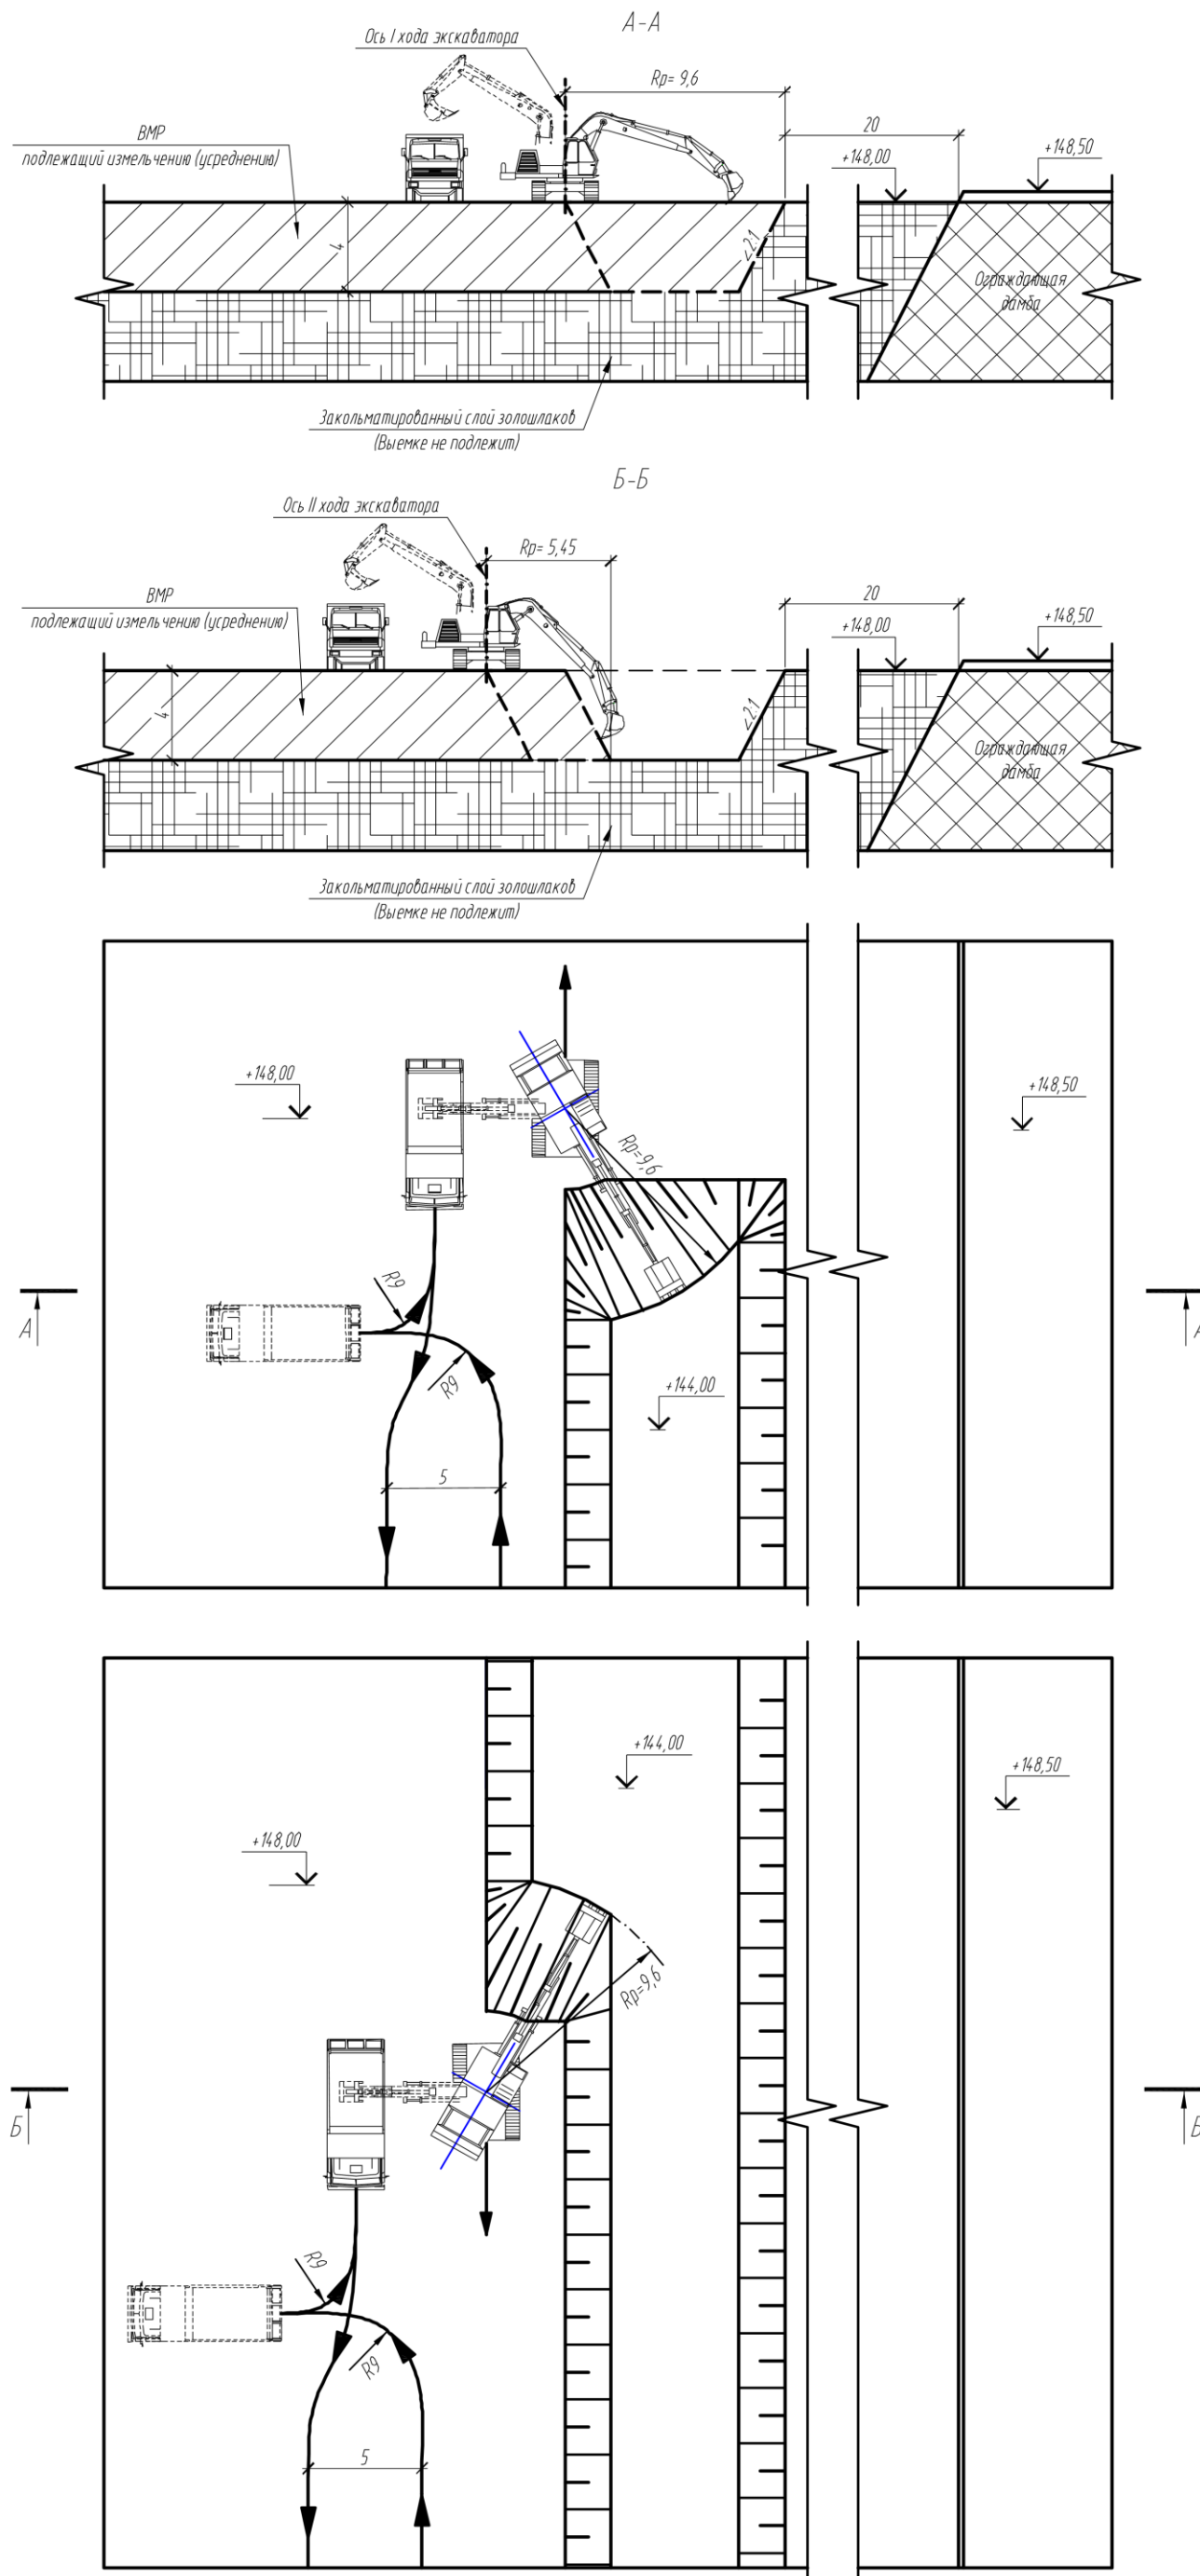 А-А
Ось I хода экскаватора
Rр= 9,6
20
ВМР
подлежащий измельчению (усреднению)
+148,50
+148,00
4
<2:1
Ограждающая
дамба
Закольматированный слой золошлаков
(Выемке не подлежит)
Б-Б
Ось II хода экскаватора
Rр= 5,45
20
ВМР
подлежащий измельчению (усреднению)
+148,50
+148,00
4
<2:1
Ограждающая
дамба
Закольматированный слой золошлаков
(Выемке не подлежит)
+148,00
+148,50
Rр=9,6
R9
А
А
R9
+144,00
5
+144,00
+148,50
+148,00
Rр=9,6
Б
Б
R9
R9
5